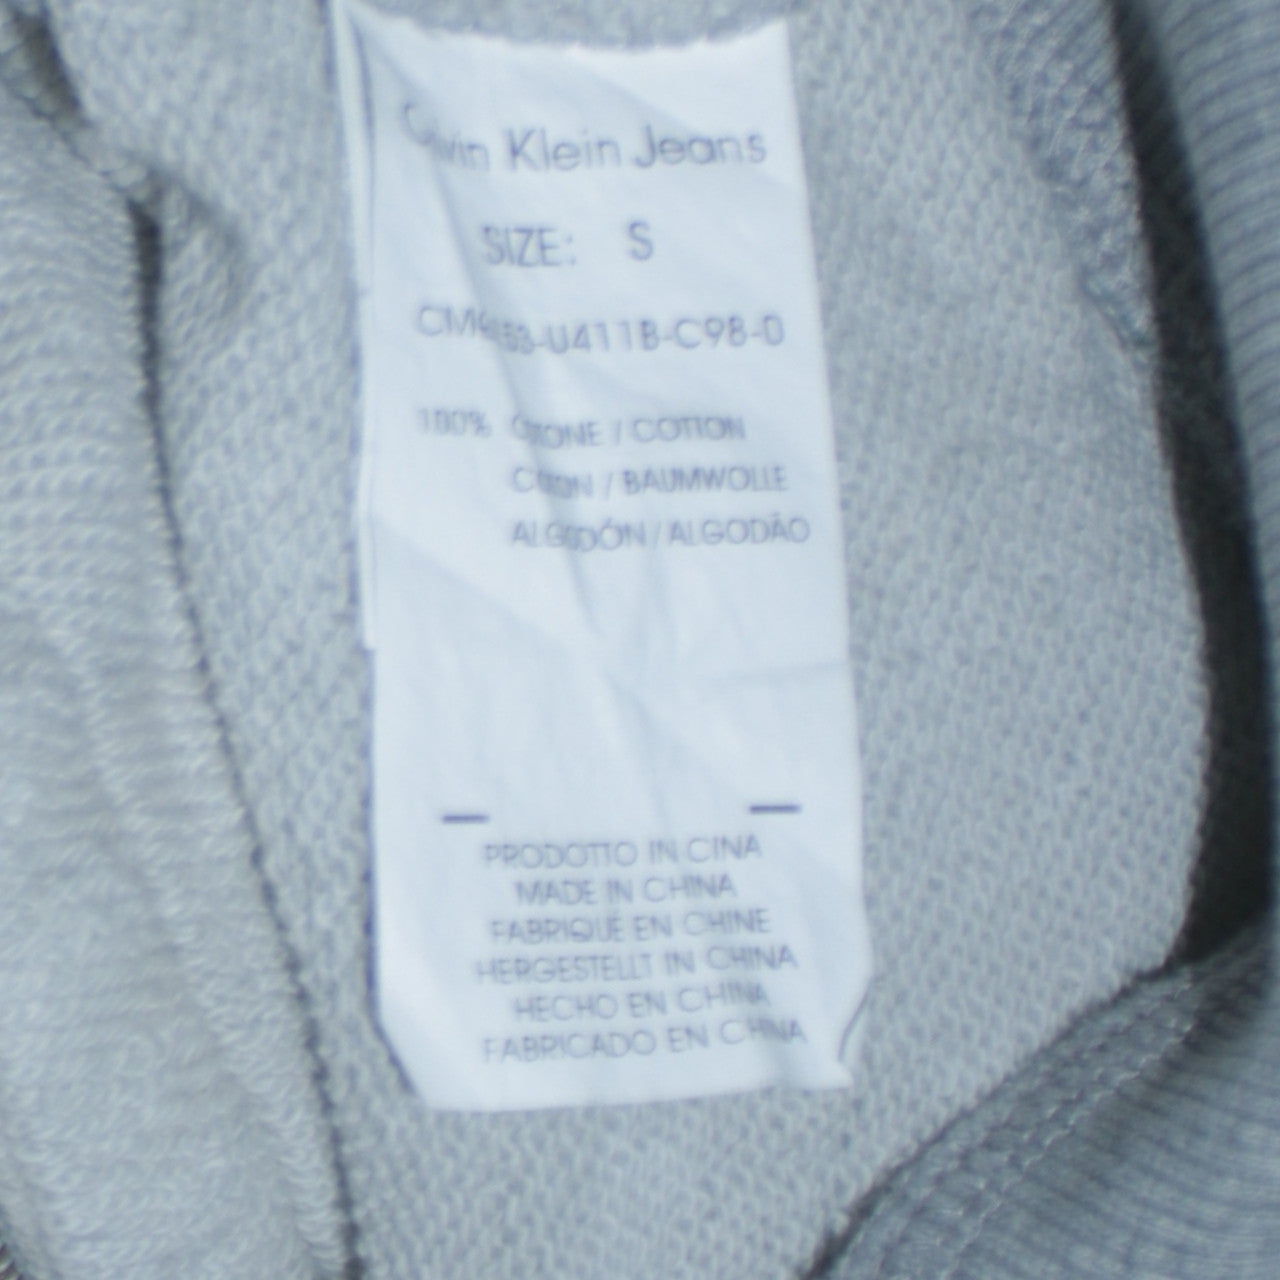 Calvin Klein Jeans
SIZE: S
100% COTONE / COTTON
COTON / BAUMWOLLE
ALGODÓN / ALGODÃO
PRODOTTO IN CINA
MADE IN CHINA
FABRIQUÉ EN CHINE
HERGESTELLT IN CHINA
HECHO EN CHINA
FABRICADO EN CHINA